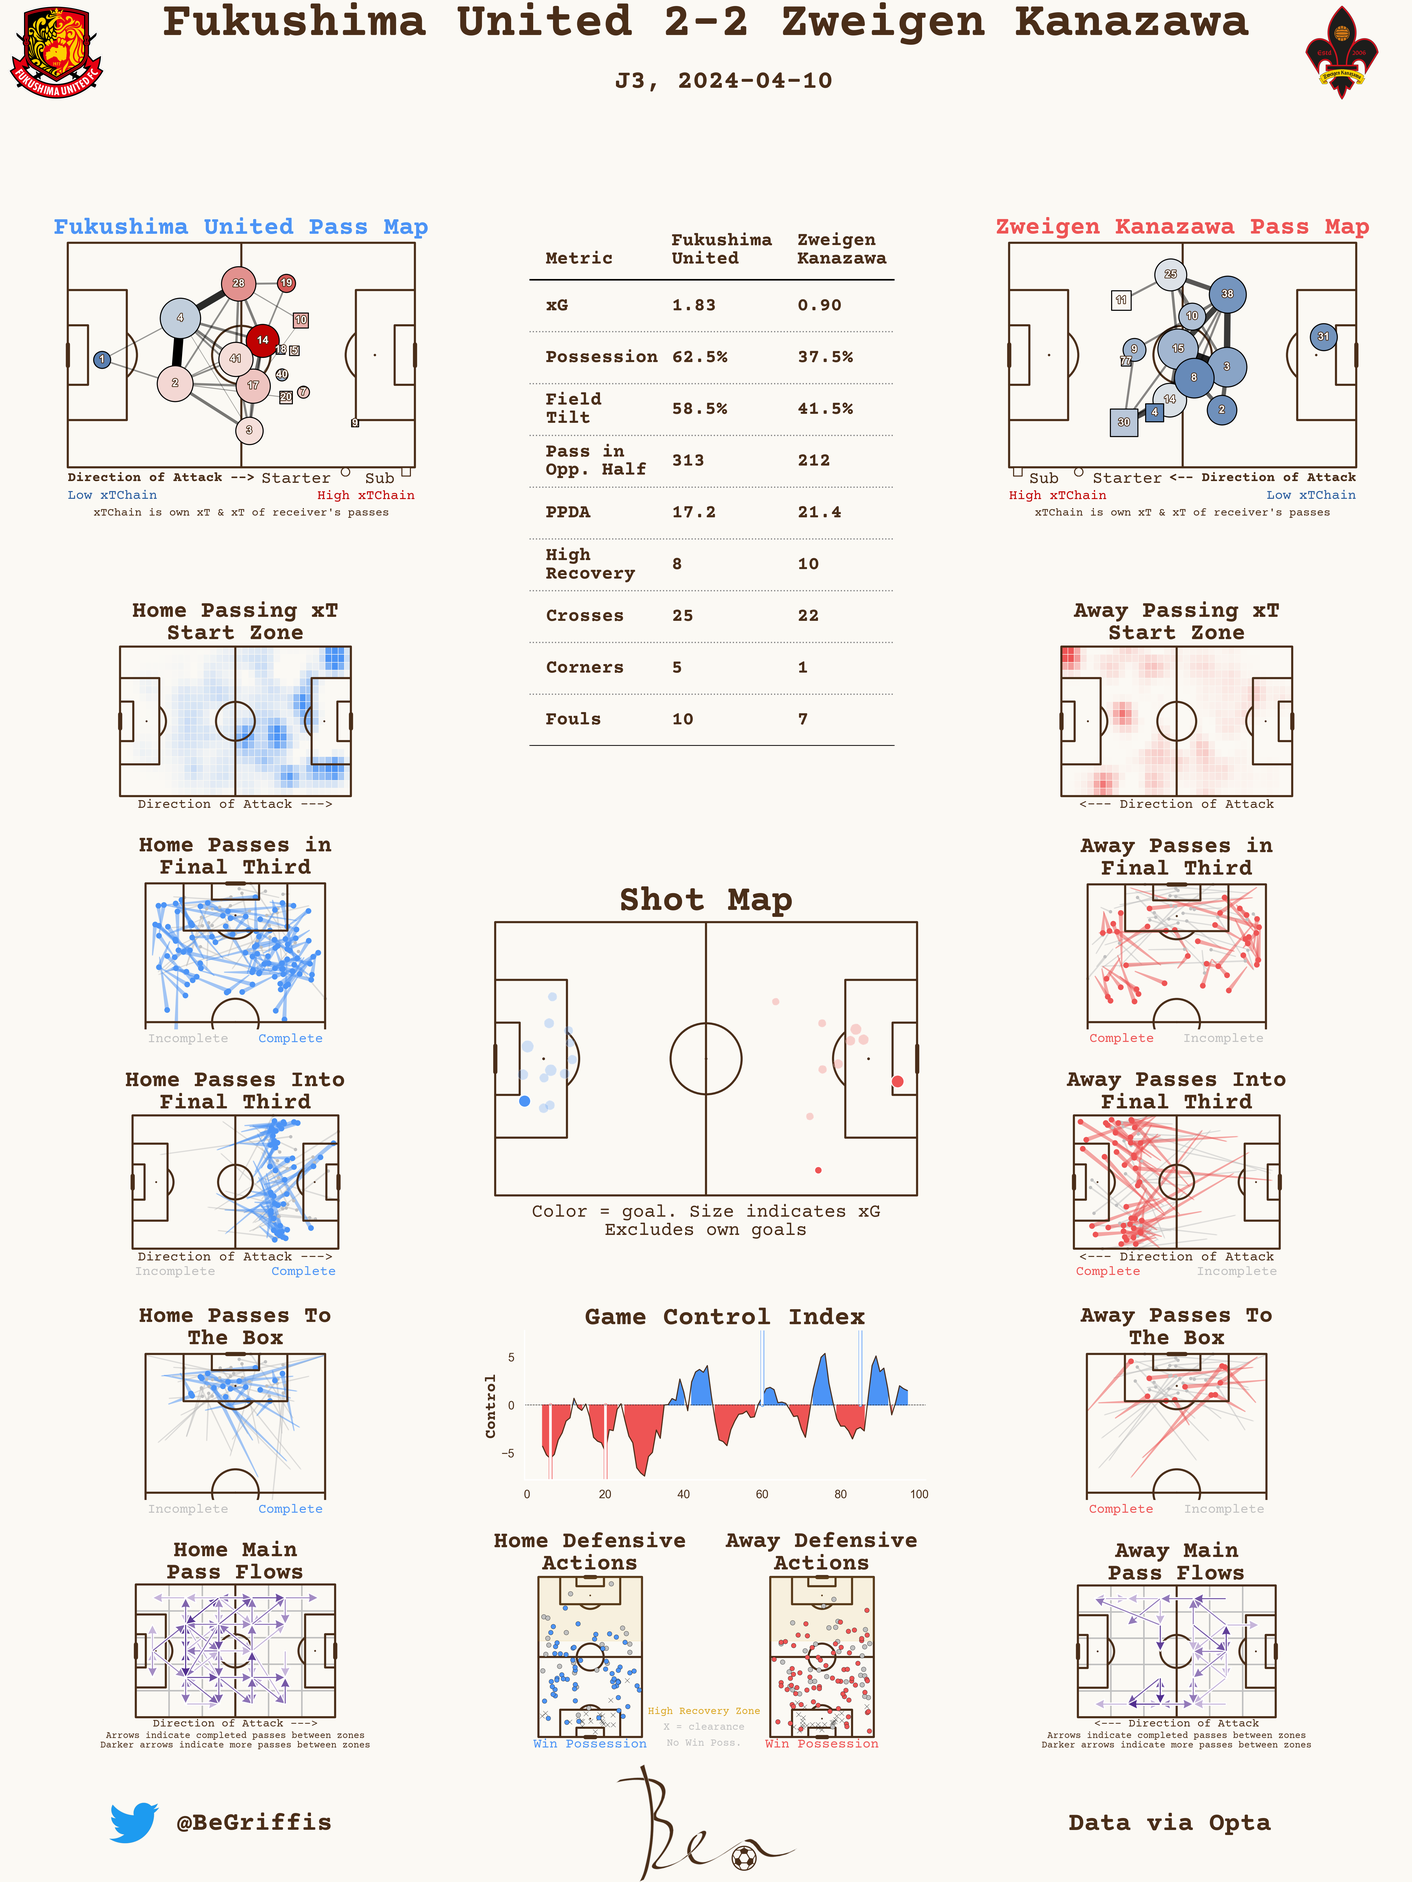 Fukushima United 2-2 Zweigen Kanazawa
J3, 2024-04-10
FUKUSHIMA UNITED FC
Estd 2004
Zweigen Kanazawa
Fukushima United Pass Map
1
4
2
28
19
10
14
18
5
41
40
17
20
7
3
9
Direction of Attack --> Starter Sub
Low xTChain High xTChain
xTChain is own xT & xT of receiver's passes
Metric Fukushima United Zweigen Kanazawa
xG 1.83 0.90
Possession 62.5% 37.5%
Field Tilt 58.5% 41.5%
Pass in Opp. Half 313 212
PPDA 17.2 21.4
High Recovery 8 10
Crosses 25 22
Corners 5 1
Fouls 10 7
Zweigen Kanazawa Pass Map
25
11
38
10
9
77
15
31
3
8
14
4
2
30
Sub Starter <-- Direction of Attack
High xTChain Low xTChain
xTChain is own xT & xT of receiver's passes
Home Passing xT
Start Zone
Direction of Attack --->
Away Passing xT
Start Zone
<--- Direction of Attack
Home Passes in
Final Third
Incomplete Complete
Away Passes in
Final Third
Complete Incomplete
Shot Map
Color = goal. Size indicates xG
Excludes own goals
Home Passes Into
Final Third
Direction of Attack --->
Incomplete Complete
Away Passes Into
Final Third
<--- Direction of Attack
Complete Incomplete
Home Passes To
The Box
Incomplete Complete
Game Control Index
Control
5
0
−5
0 20 40 60 80 100
Away Passes To
The Box
Complete Incomplete
Home Main
Pass Flows
Direction of Attack --->
Arrows indicate completed passes between zones
Darker arrows indicate more passes between zones
Home Defensive
Actions
Win Possession
High Recovery Zone
X = clearance
No Win Poss.
Away Defensive
Actions
Win Possession
Away Main
Pass Flows
<--- Direction of Attack
Arrows indicate completed passes between zones
Darker arrows indicate more passes between zones
@BeGriffis
Ben
Data via Opta